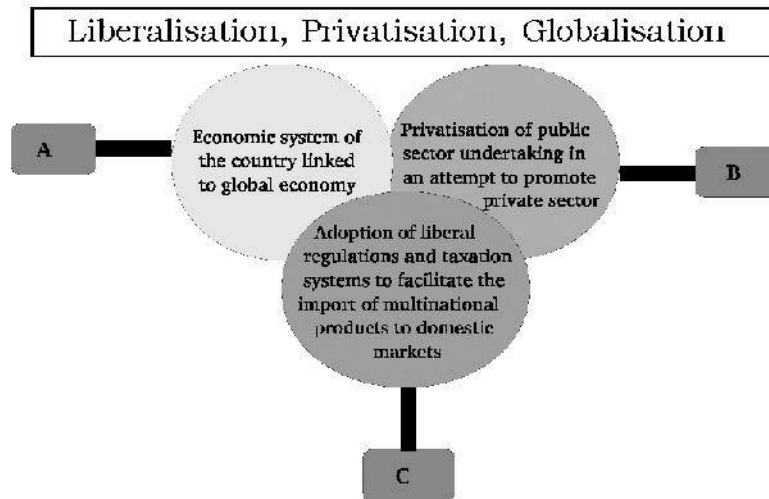 Liberalisation, Privatisation, Globalisation
A
Economic system of
the country linked
to global economy
Privatisation of public
sector undertaking in
an attempt to promote
private sector
B
Adoption of liberal
regulations and taxation
systems to facilitate the
import of multinational
products to domestic
markets
C